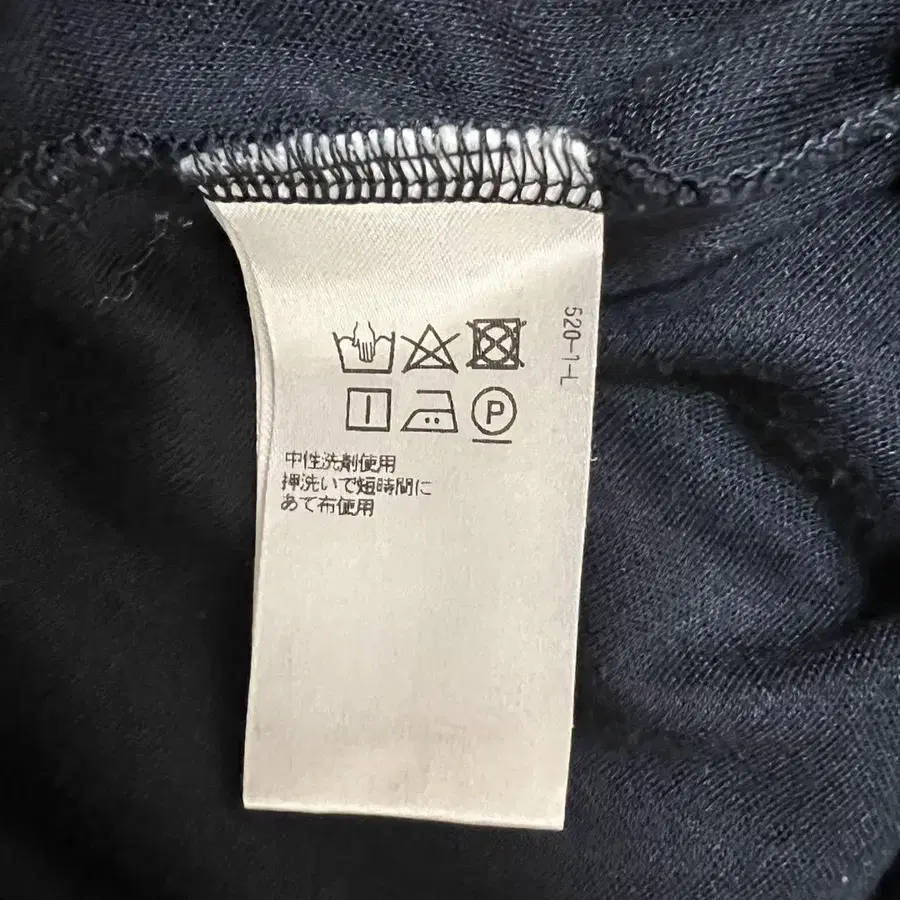 520-1-L
P
中性洗剤使用
押洗いで短時間に
あて布使用